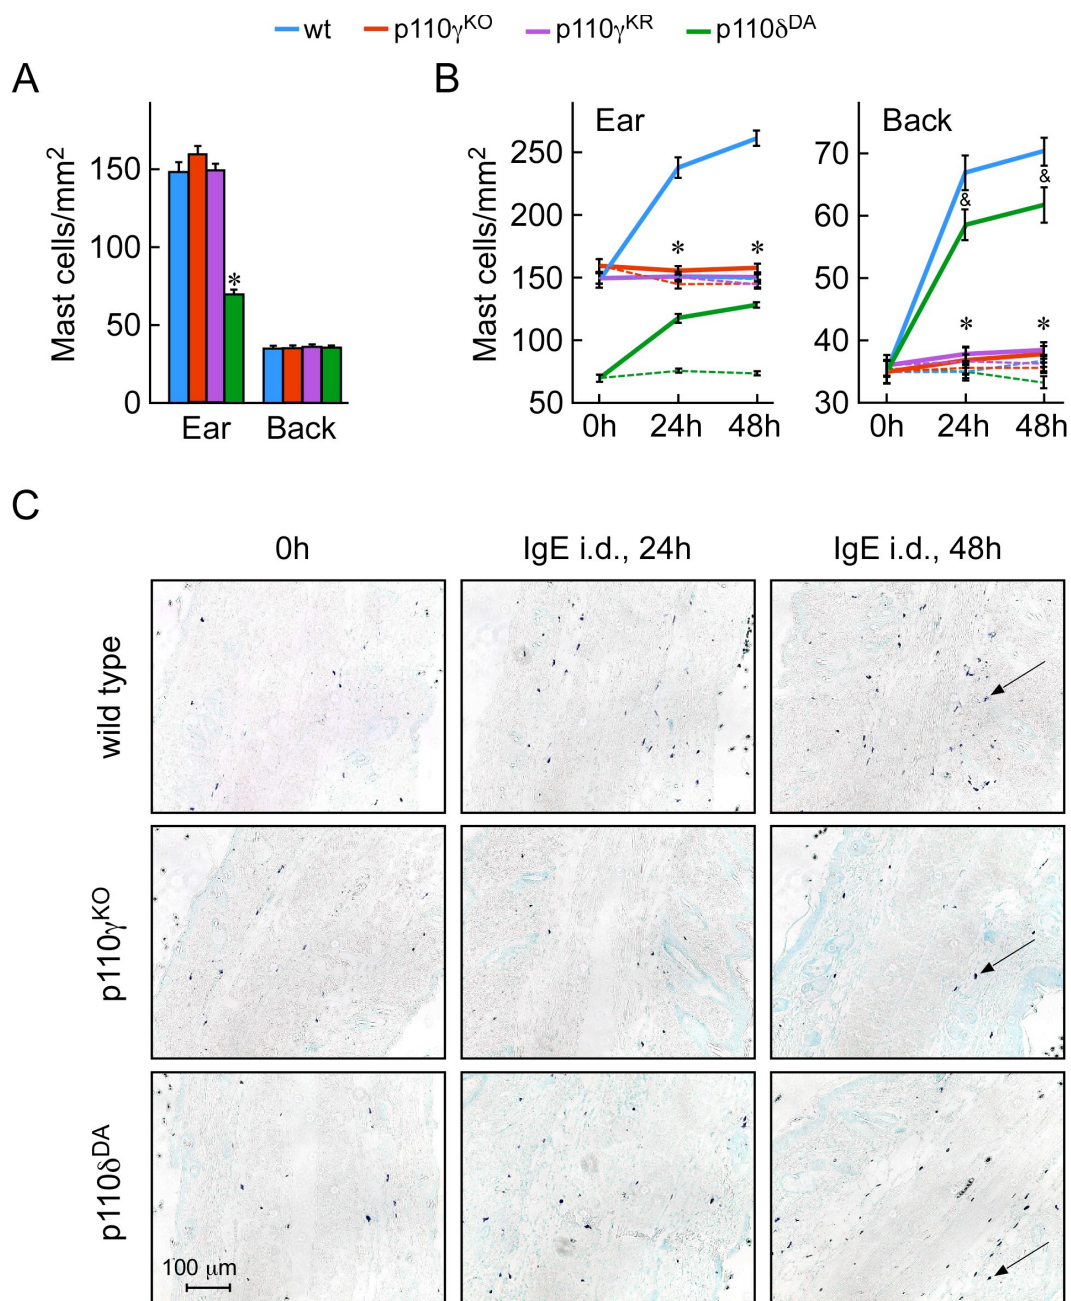 wt p110γKO p110γKR p110δDA
A
B
Mast cells/mm2
150
100
50
0
*
Ear Back
Mast cells/mm2
Ear
250
200
150
100
50
* *
0h 24h 48h
Back
70
60
50
40
30
& &
* *
0h 24h 48h
C
0h IgE i.d., 24h IgE i.d., 48h
wild type
p110γKO
p110δDA
100 μm